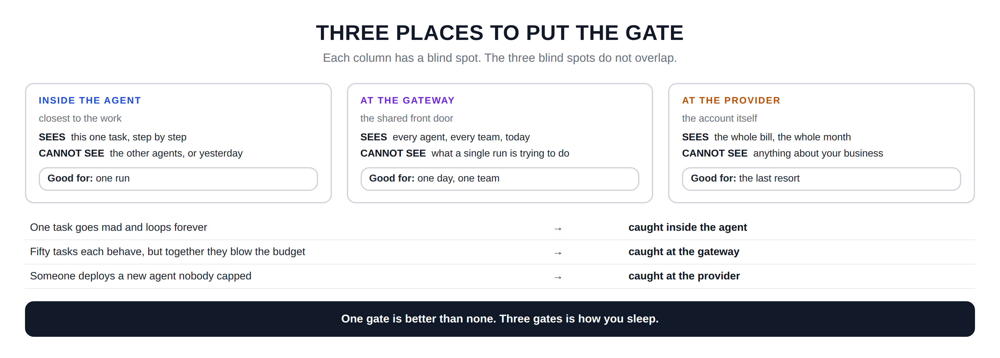 THREE PLACES TO PUT THE GATE
Each column has a blind spot. The three blind spots do not overlap.
INSIDE THE AGENT
closest to the work
SEES this one task, step by step
CANNOT SEE the other agents, or yesterday
Good for: one run
AT THE GATEWAY
the shared front door
SEES every agent, every team, today
CANNOT SEE what a single run is trying to do
Good for: one day, one team
AT THE PROVIDER
the account itself
SEES the whole bill, the whole month
CANNOT SEE anything about your business
Good for: the last resort
One task goes mad and loops forever → caught inside the agent
Fifty tasks each behave, but together they blow the budget → caught at the gateway
Someone deploys a new agent nobody capped → caught at the provider
One gate is better than none. Three gates is how you sleep.